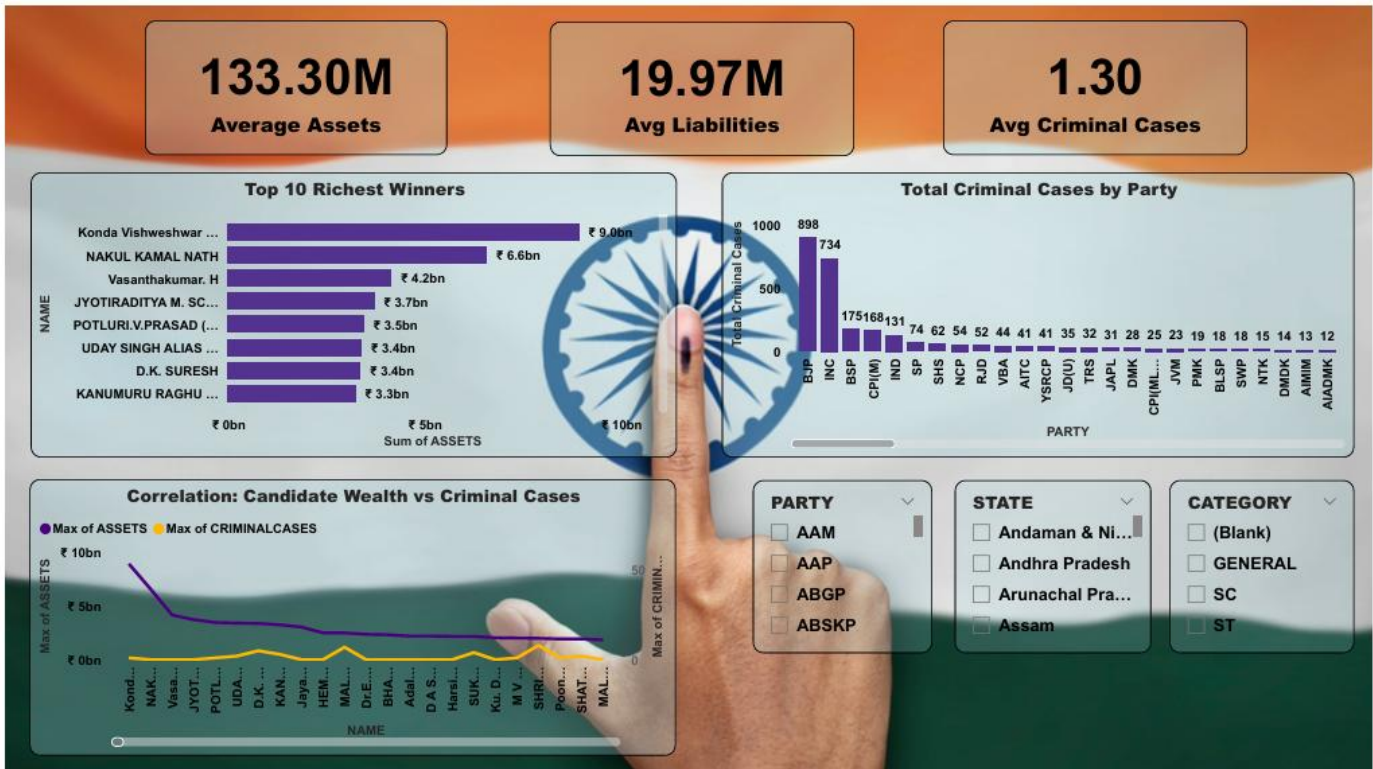 133.30M
Average Assets
19.97M
Avg Liabilities
1.30
Avg Criminal Cases
Top 10 Richest Winners
NAME
Konda Vishweshwar ...
₹ 9.0bn
NAKUL KAMAL NATH
₹ 6.6bn
Vasanthakumar. H
₹ 4.2bn
JYOTIRADITYA M. SC...
₹ 3.7bn
POTLURI.V.PRASAD (...
₹ 3.5bn
UDAY SINGH ALIAS ...
₹ 3.4bn
D.K. SURESH
₹ 3.4bn
KANUMURU RAGHU ...
₹ 3.3bn
₹ 0bn ₹ 5bn ₹ 10bn
Sum of ASSETS
Total Criminal Cases by Party
Total Criminal Cases
1000
500
0
898 734 175 168 131 74 62 54 52 44 41 41 35 32 31 28 25 23 19 18 18 15 14 13 12
BJP INC BSP CPI(M) IND SP SHS NCP RJD VBA AITC YSRCP JD(U) TRS JAPL DMK CPI(ML... JVM PMK BLSP SWP NTK DMDK AIMIM AIADMK
PARTY
Correlation: Candidate Wealth vs Criminal Cases
Max of ASSETS Max of CRIMINALCASES
Max of ASSETS
₹ 10bn
₹ 5bn
₹ 0bn
50
0
Max of CRIMIN...
Kond... NAK... Vasa... JYOT... POTL... UDA... D.K. ... KAN... Jaya... HEM... MAL... Dr.E.... BHA... Adal... D A S... Harsi... SUK... Ku. D... M V ... SHRI... Poon... SHAT... MAL...
NAME
PARTY
AAM
AAP
ABGP
ABSKP
STATE
Andaman & Ni...
Andhra Pradesh
Arunachal Pra...
Assam
CATEGORY
(Blank)
GENERAL
SC
ST